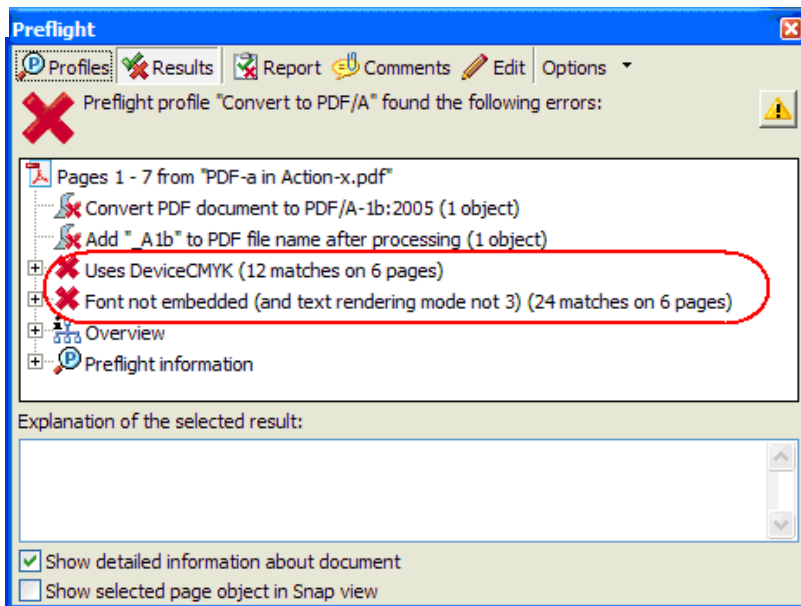 Preflight
Profiles Results Report Comments Edit Options
Preflight profile "Convert to PDF/A" found the following errors:
Pages 1 - 7 from "PDF-a in Action-x.pdf"
Convert PDF document to PDF/A-1b:2005 (1 object)
Add "_A1b" to PDF file name after processing (1 object)
Uses DeviceCMYK (12 matches on 6 pages)
Font not embedded (and text rendering mode not 3) (24 matches on 6 pages)
Overview
Preflight information
Explanation of the selected result:
Show detailed information about document
Show selected page object in Snap view